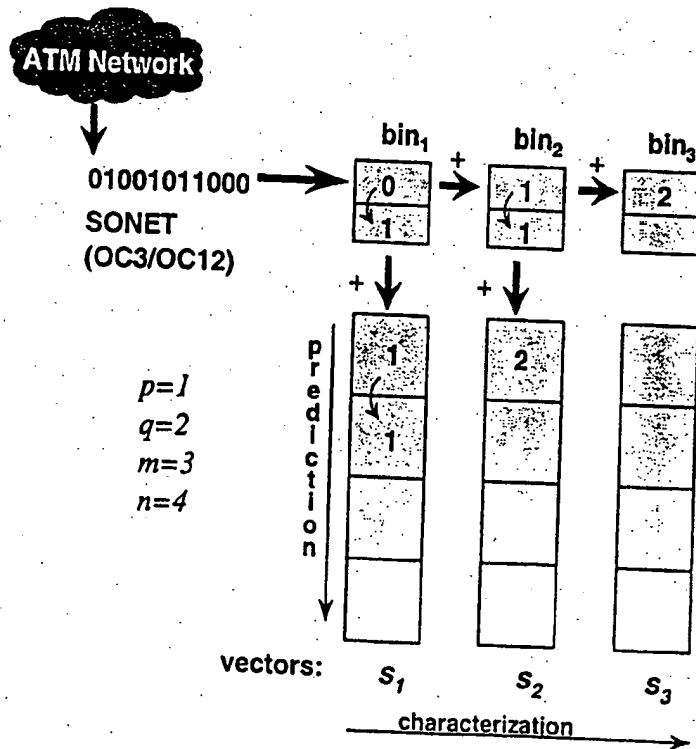 ATM Network
bin₁ bin₂ bin₃
+ +
01001011000 0 1 2
1 1
SONET
(OC3/OC12)
+ +
prediction
1 2
1
p=1
q=2
m=3
n=4
vectors: S₁ S₂ S₃
characterization